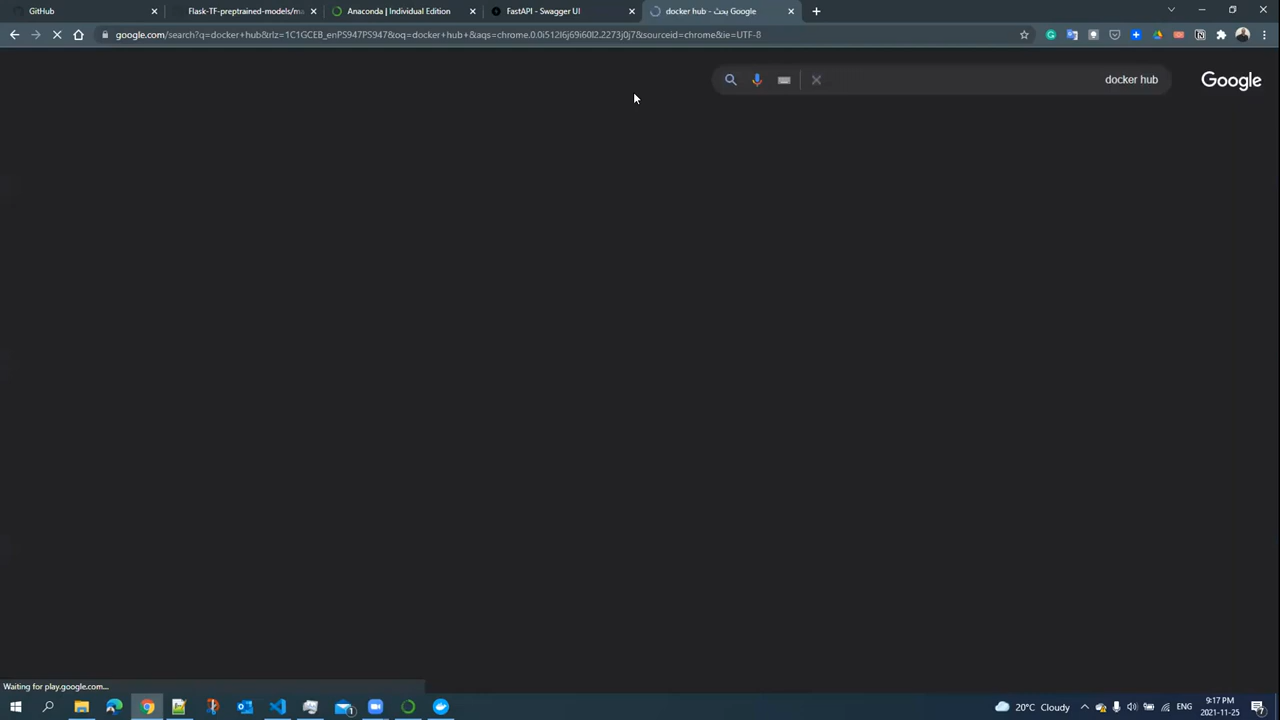 GitHub
Flask-TF-preptrained-models/ma
Anaconda | Individual Edition
FastAPI - Swagger UI
docker hub - بحث Google
google.com/search?q=docker+hub&rlz=1C1GCEB_enPS947PS947&oq=docker+hub+&aqs=chrome.0.0i512l6j69i60l2.2273j0j7&sourceid=chrome&ie=UTF-8
docker hub
Google
Waiting for play.google.com...
20°C Cloudy
ENG
9:17 PM
2021-11-25